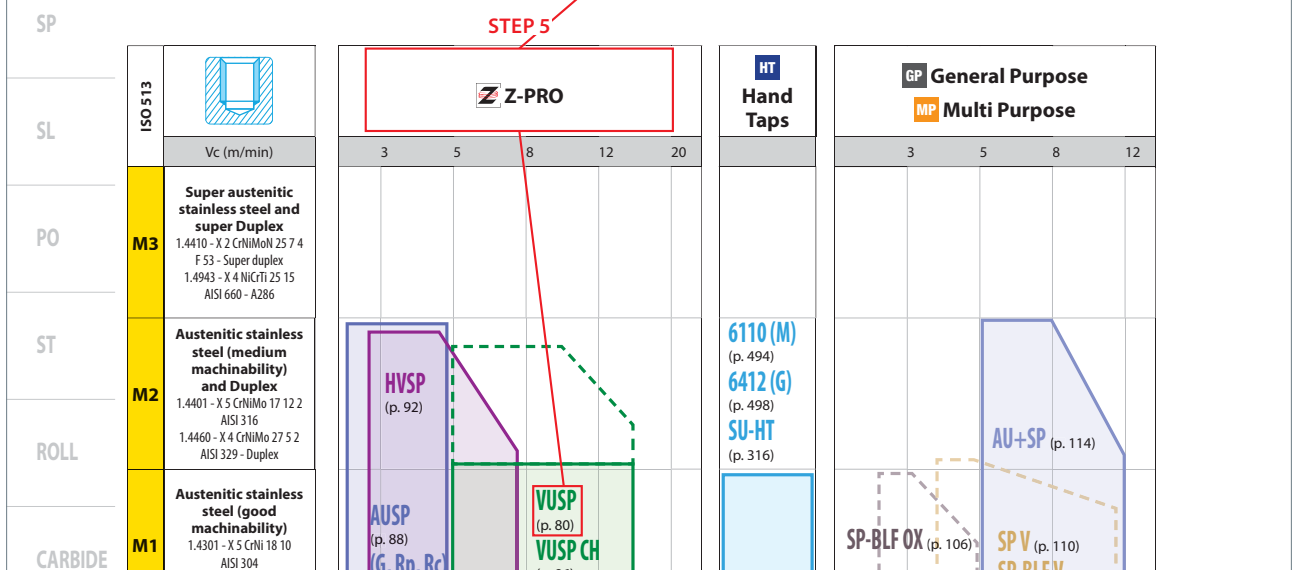 SP
SL
PO
ST
ROLL
CARBIDE
STEP 5
ISO 513
Vc (m/min)
Z-PRO
3 5 8 12 20
HT
Hand
Taps
GP General Purpose
MP Multi Purpose
3 5 8 12
M3
Super austenitic
stainless steel and
super Duplex
1.4410 - X 2 CrNiMoN 25 7 4
F 53 - Super duplex
1.4943 - X 4 NiCrTi 25 15
AISI 660 - A286
M2
Austenitic stainless
steel (medium
machinability)
and Duplex
1.4401 - X 5 CrNiMo 17 12 2
AISI 316
1.4460 - X 4 CrNiMo 27 5 2
AISI 329 - Duplex
HVSP
(p. 92)
6110 (M)
(p. 494)
6412 (G)
(p. 498)
SU-HT
(p. 316)
AU+SP (p. 114)
M1
Austenitic stainless
steel (good
machinability)
1.4301 - X 5 CrNi 18 10
AISI 304
AUSP
(p. 88)
(G, Rp, Rc)
VUSP
(p. 80)
VUSP CH
SP-BLF OX (p. 106)
SP V (p. 110)
SP-BLF V